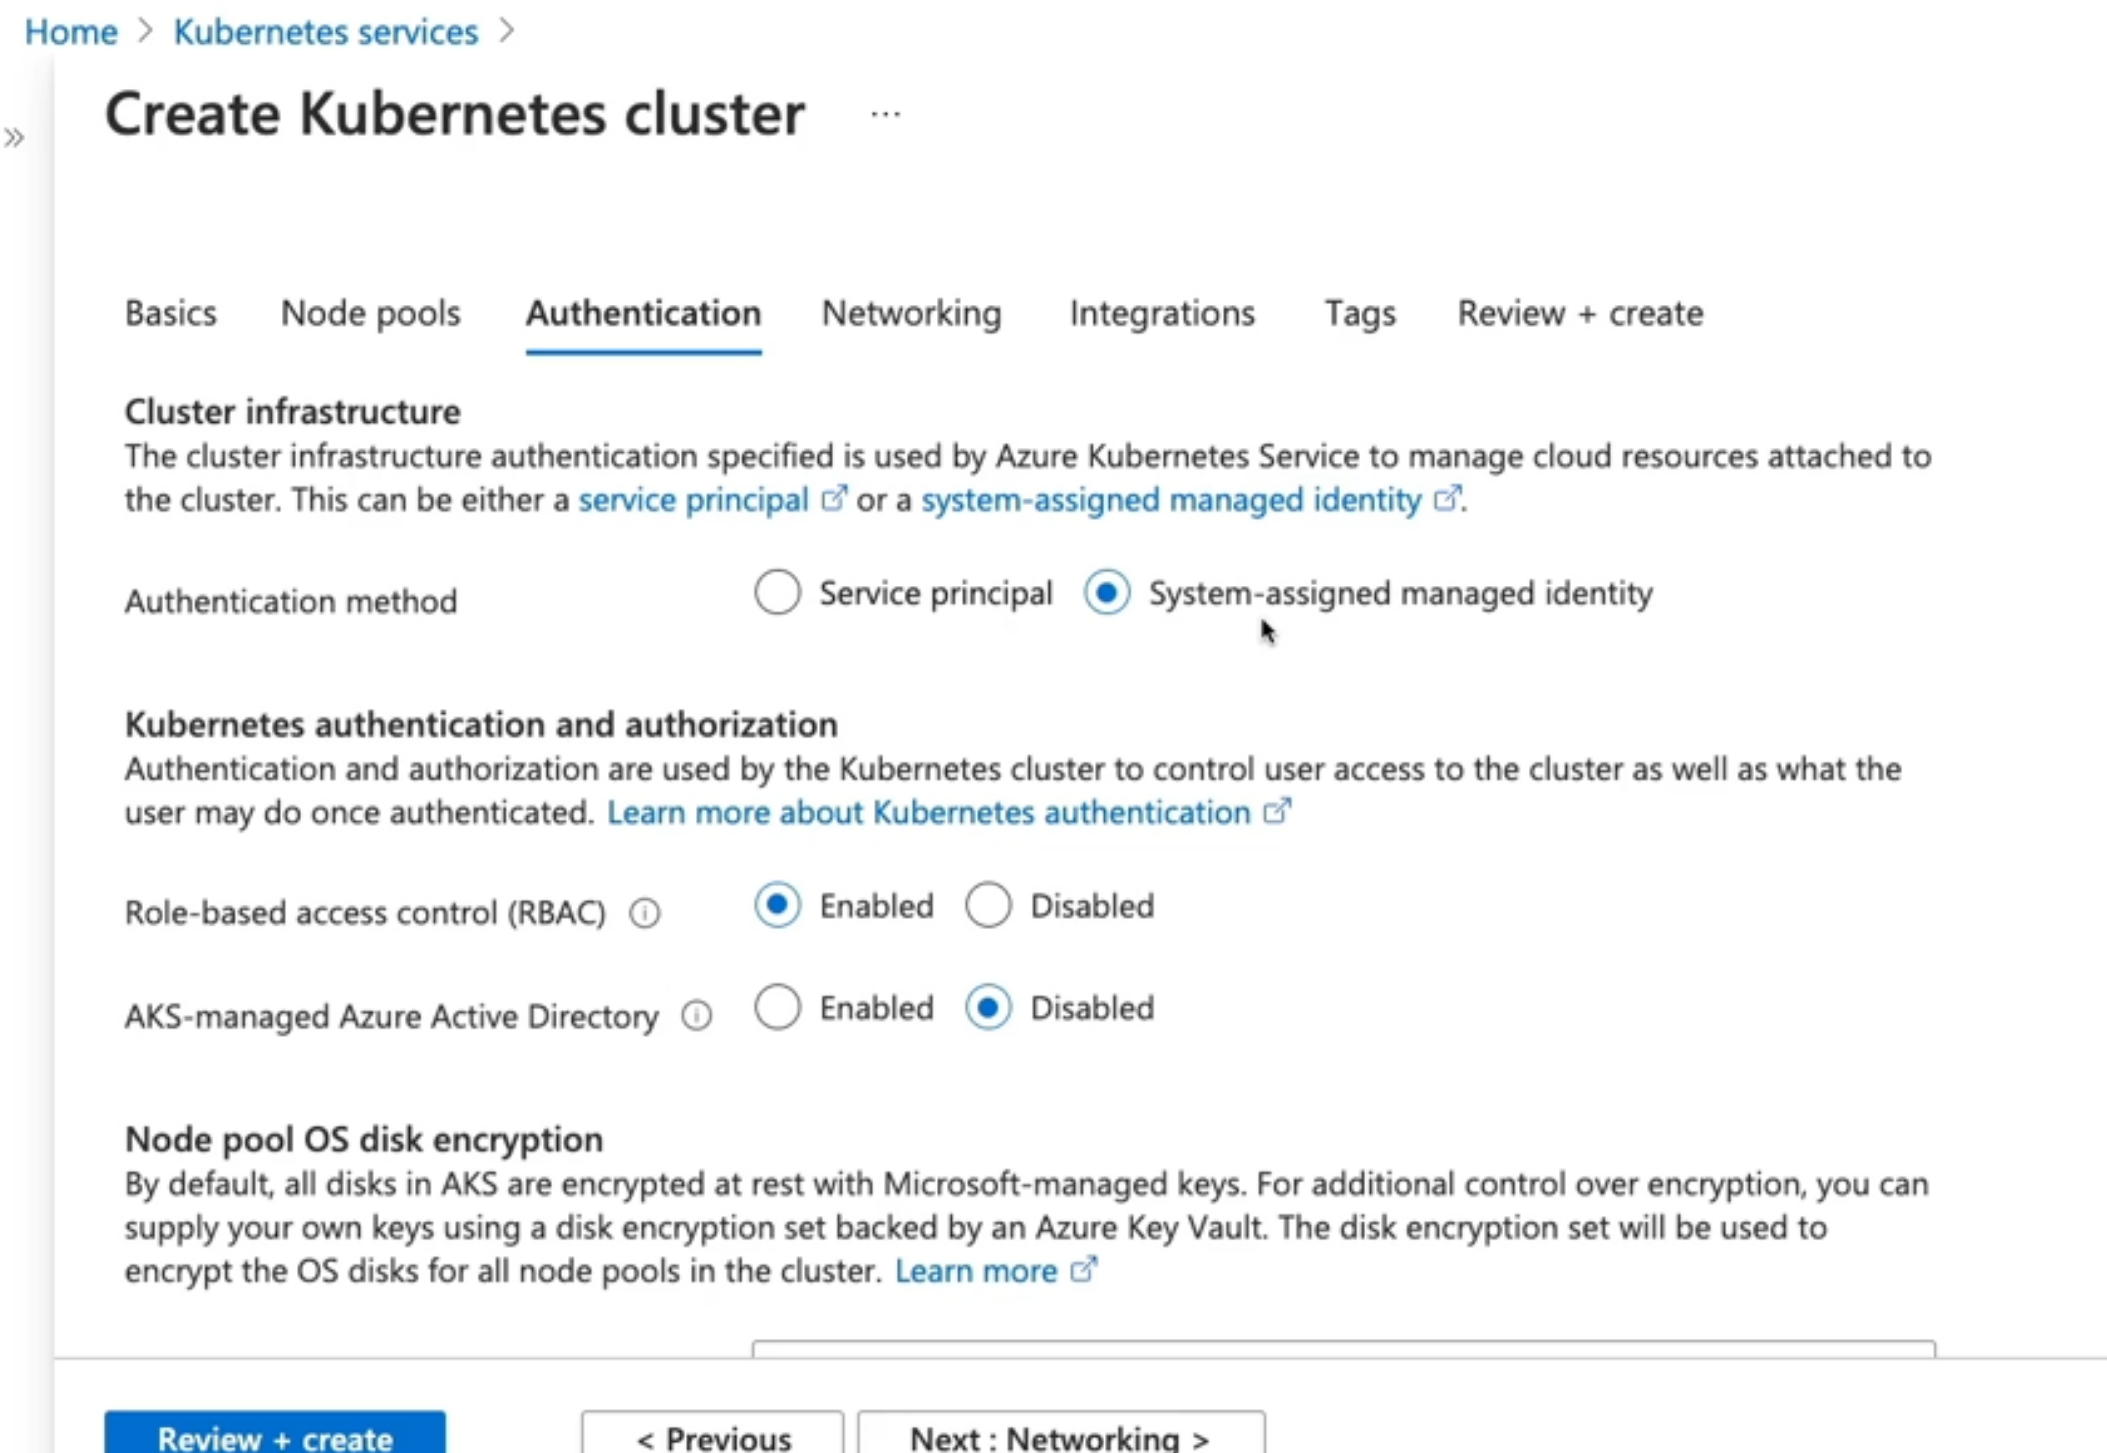 Home > Kubernetes services >
Create Kubernetes cluster ...
»
Basics Node pools Authentication Networking Integrations Tags Review + create
Cluster infrastructure
The cluster infrastructure authentication specified is used by Azure Kubernetes Service to manage cloud resources attached to
the cluster. This can be either a service principal or a system-assigned managed identity .
Authentication method Service principal System-assigned managed identity
Kubernetes authentication and authorization
Authentication and authorization are used by the Kubernetes cluster to control user access to the cluster as well as what the
user may do once authenticated. Learn more about Kubernetes authentication
Role-based access control (RBAC) Enabled Disabled
AKS-managed Azure Active Directory Enabled Disabled
Node pool OS disk encryption
By default, all disks in AKS are encrypted at rest with Microsoft-managed keys. For additional control over encryption, you can
supply your own keys using a disk encryption set backed by an Azure Key Vault. The disk encryption set will be used to
encrypt the OS disks for all node pools in the cluster. Learn more
Review + create < Previous Next : Networking >